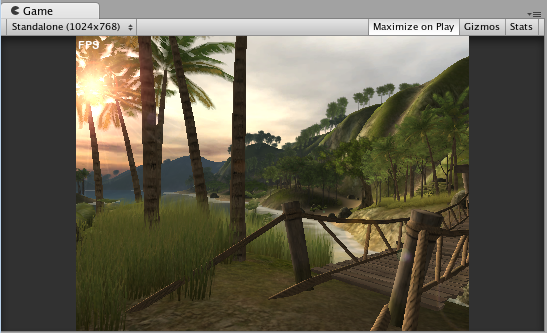 Game
Standalone (1024x768)
Maximize on Play
Gizmos
Stats
FPS